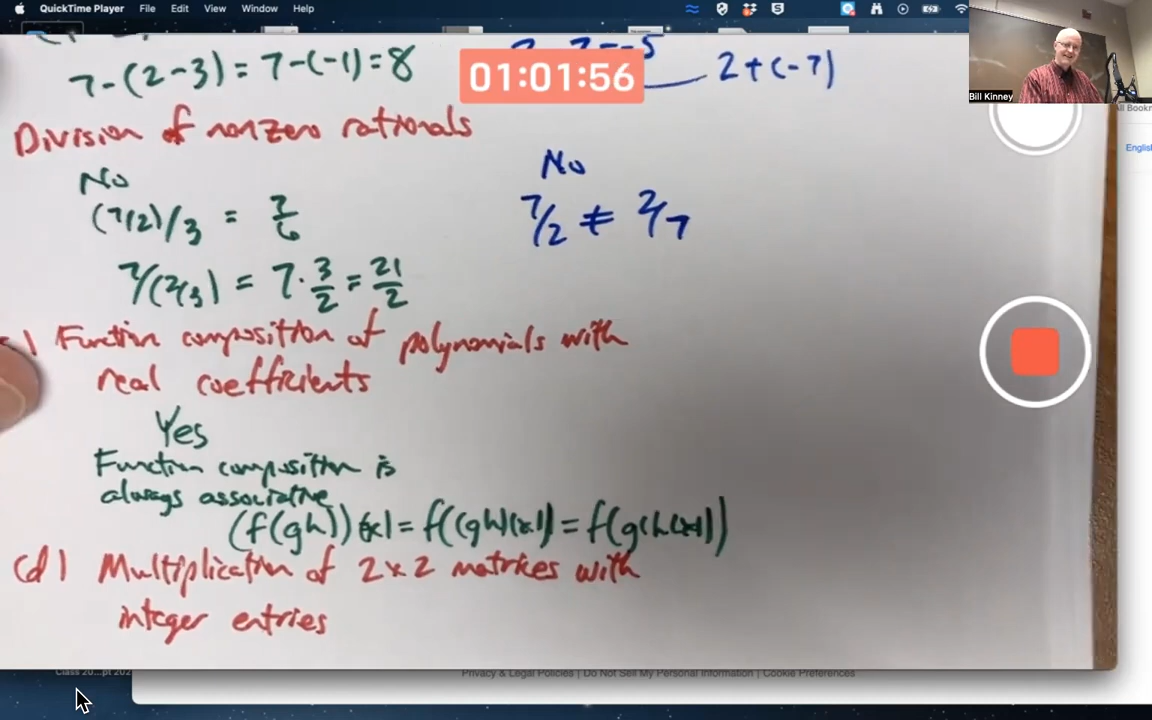 QuickTime Player File Edit View Window Help
7-(2-3) = 7-(-1) = 8
2+(-7)
01:01:56
Bill Kinney
Division of nonzero rationals
No
No
(7/2)/3 = 7/6
7/2 ≠ 2/7
7/(2/3) = 7·3/2 = 21/2
Function composition of polynomials with
real coefficients
Yes
Function composition is
always associative
(f(gh))(x) = f((gh)(x)) = f(g(h(x)))
(d) Multiplication of 2×2 matrices with
integer entries
English
Privacy & Legal Policies | Do Not Sell My Personal Information | Cookie Preferences